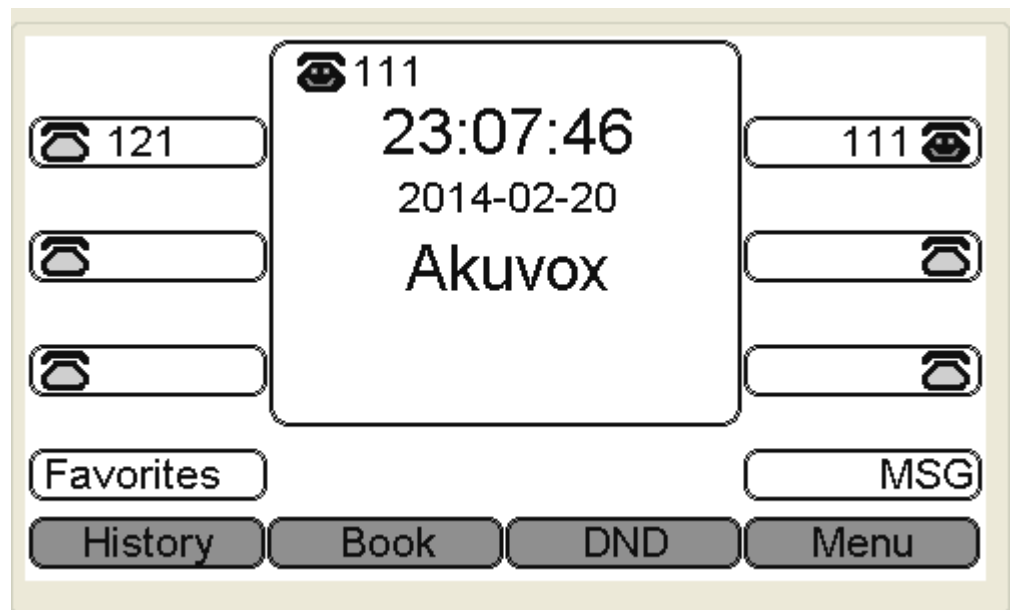 111
23:07:46
121
111
2014-02-20
Akuvox
Favorites
MSG
History
Book
DND
Menu